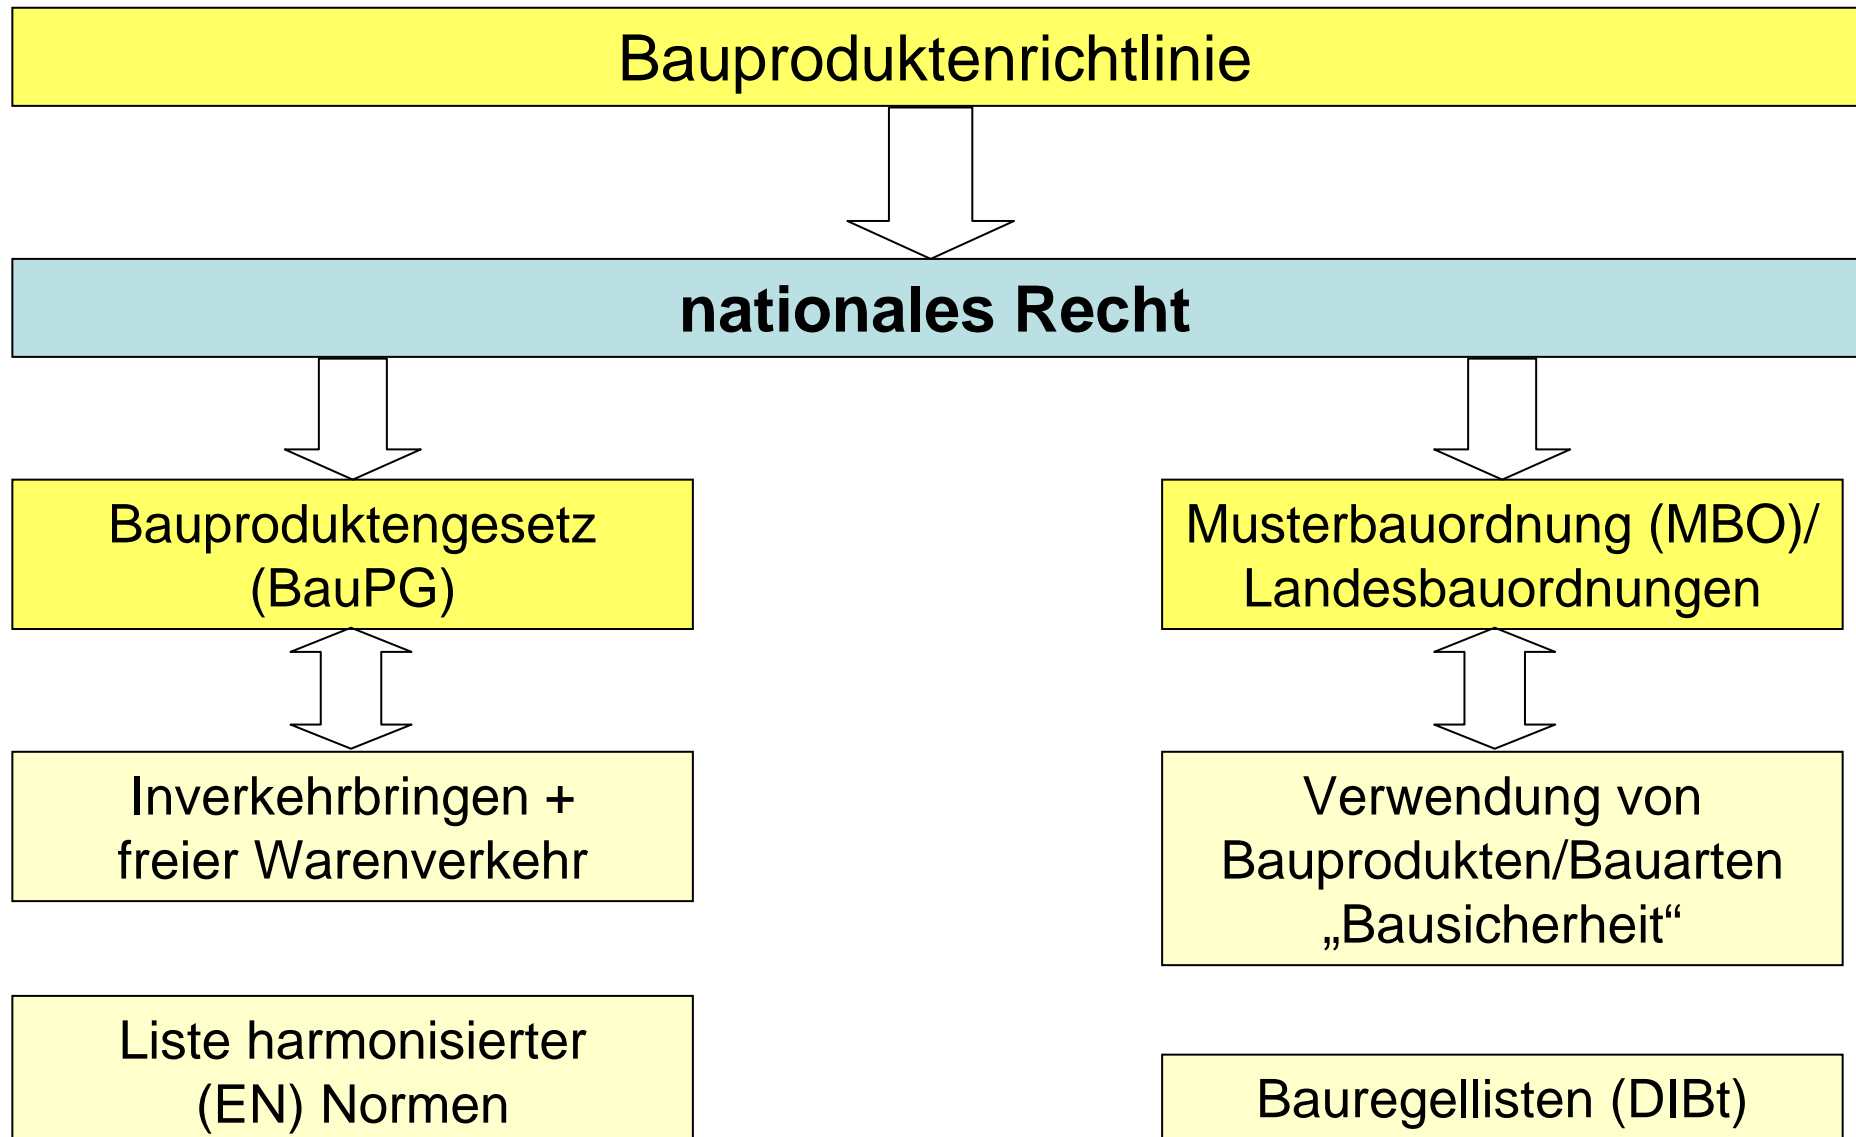 Bauproduktenrichtlinie
nationales Recht
Bauproduktengesetz
(BauPG)
Musterbauordnung (MBO)/
Landesbauordnungen
Inverkehrbringen +
freier Warenverkehr
Verwendung von
Bauprodukten/Bauarten
„Bausicherheit“
Liste harmonisierter
(EN) Normen
Bauregellisten (DIBt)